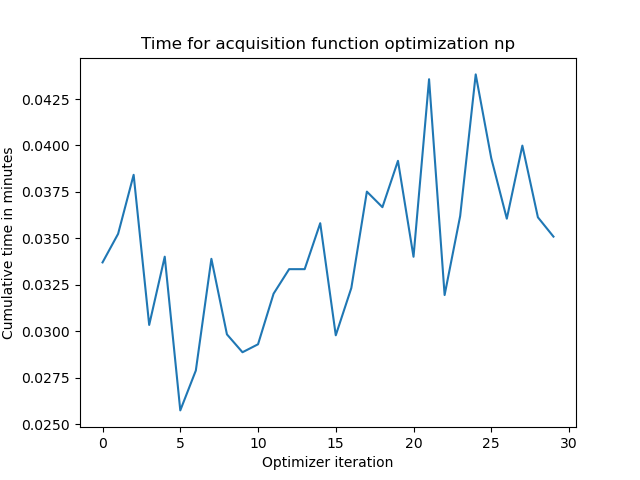 Time for acquisition function optimization np
Cumulative time in minutes
0.0425
0.0400
0.0375
0.0350
0.0325
0.0300
0.0275
0.0250
0 5 10 15 20 25 30
Optimizer iteration